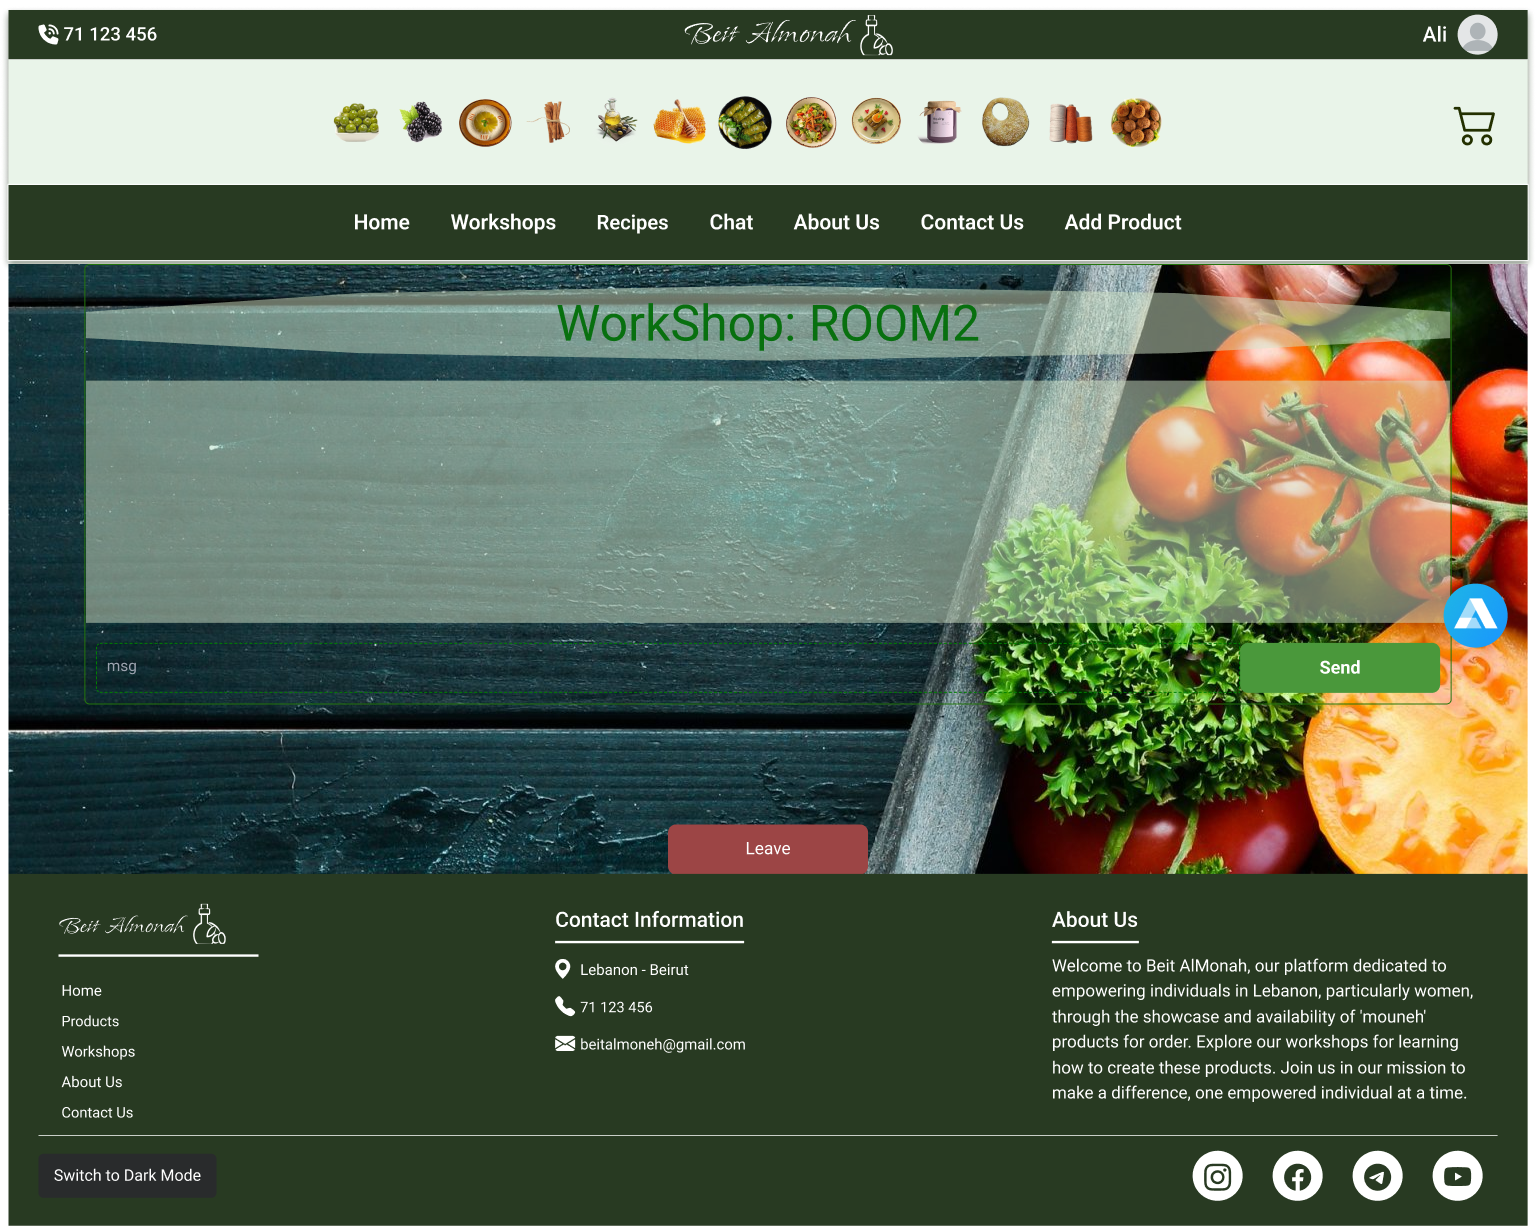 71 123 456
Beit Almonah
Ali
Home Workshops Recipes Chat About Us Contact Us Add Product
WorkShop: ROOM2
msg
Send
Leave
Beit Almonah
Home
Products
Workshops
About Us
Contact Us
Contact Information
Lebanon - Beirut
71 123 456
beitalmoneh@gmail.com
About Us
Welcome to Beit AlMonah, our platform dedicated to
empowering individuals in Lebanon, particularly women,
through the showcase and availability of 'mouneh'
products for order. Explore our workshops for learning
how to create these products. Join us in our mission to
make a difference, one empowered individual at a time.
Switch to Dark Mode